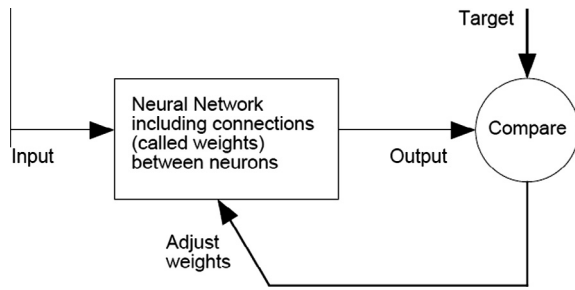 Target
Neural Network
including connections
(called weights)
between neurons
Compare
Input
Output
Adjust
weights